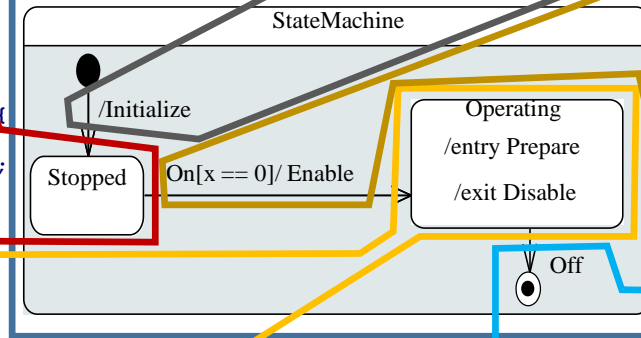 StateMachine
{
/Initialize
;
Stopped
On[x == 0]/ Enable
Operating
/entry Prepare
/exit Disable
Off